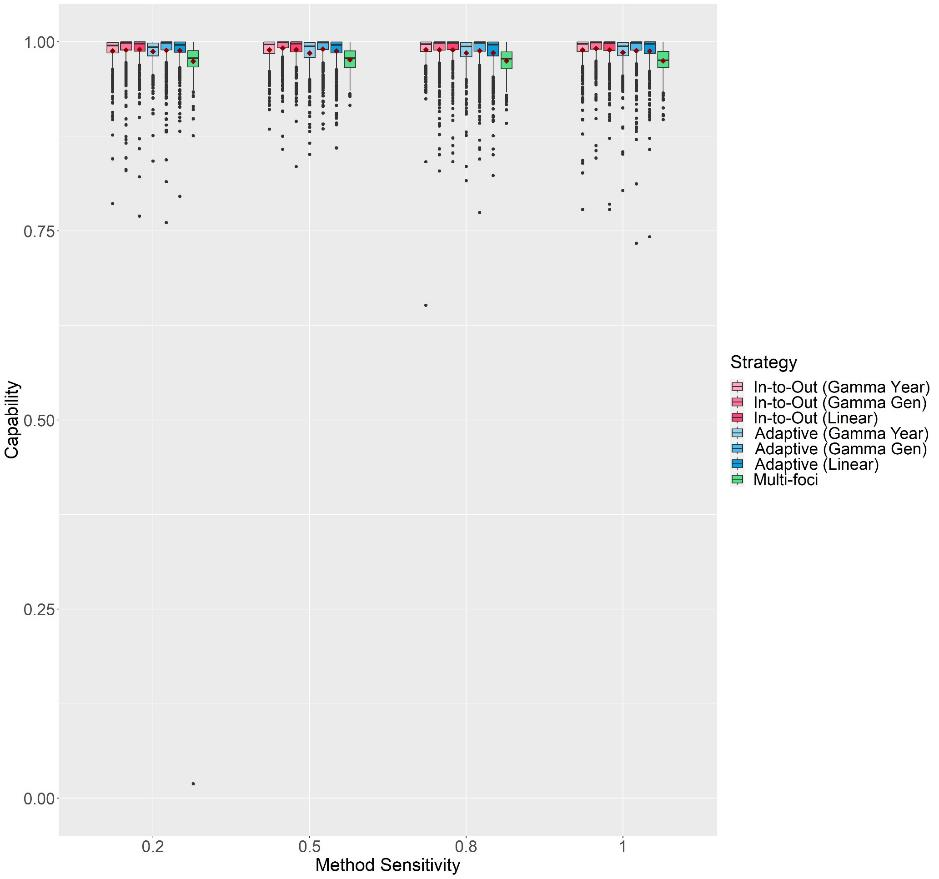 1.00
0.75
0.50
0.25
0.00
Capability
0.2
0.5
0.8
1
Method Sensitivity
Strategy
In-to-Out (Gamma Year)
In-to-Out (Gamma Gen)
In-to-Out (Linear)
Adaptive (Gamma Year)
Adaptive (Gamma Gen)
Adaptive (Linear)
Multi-foci